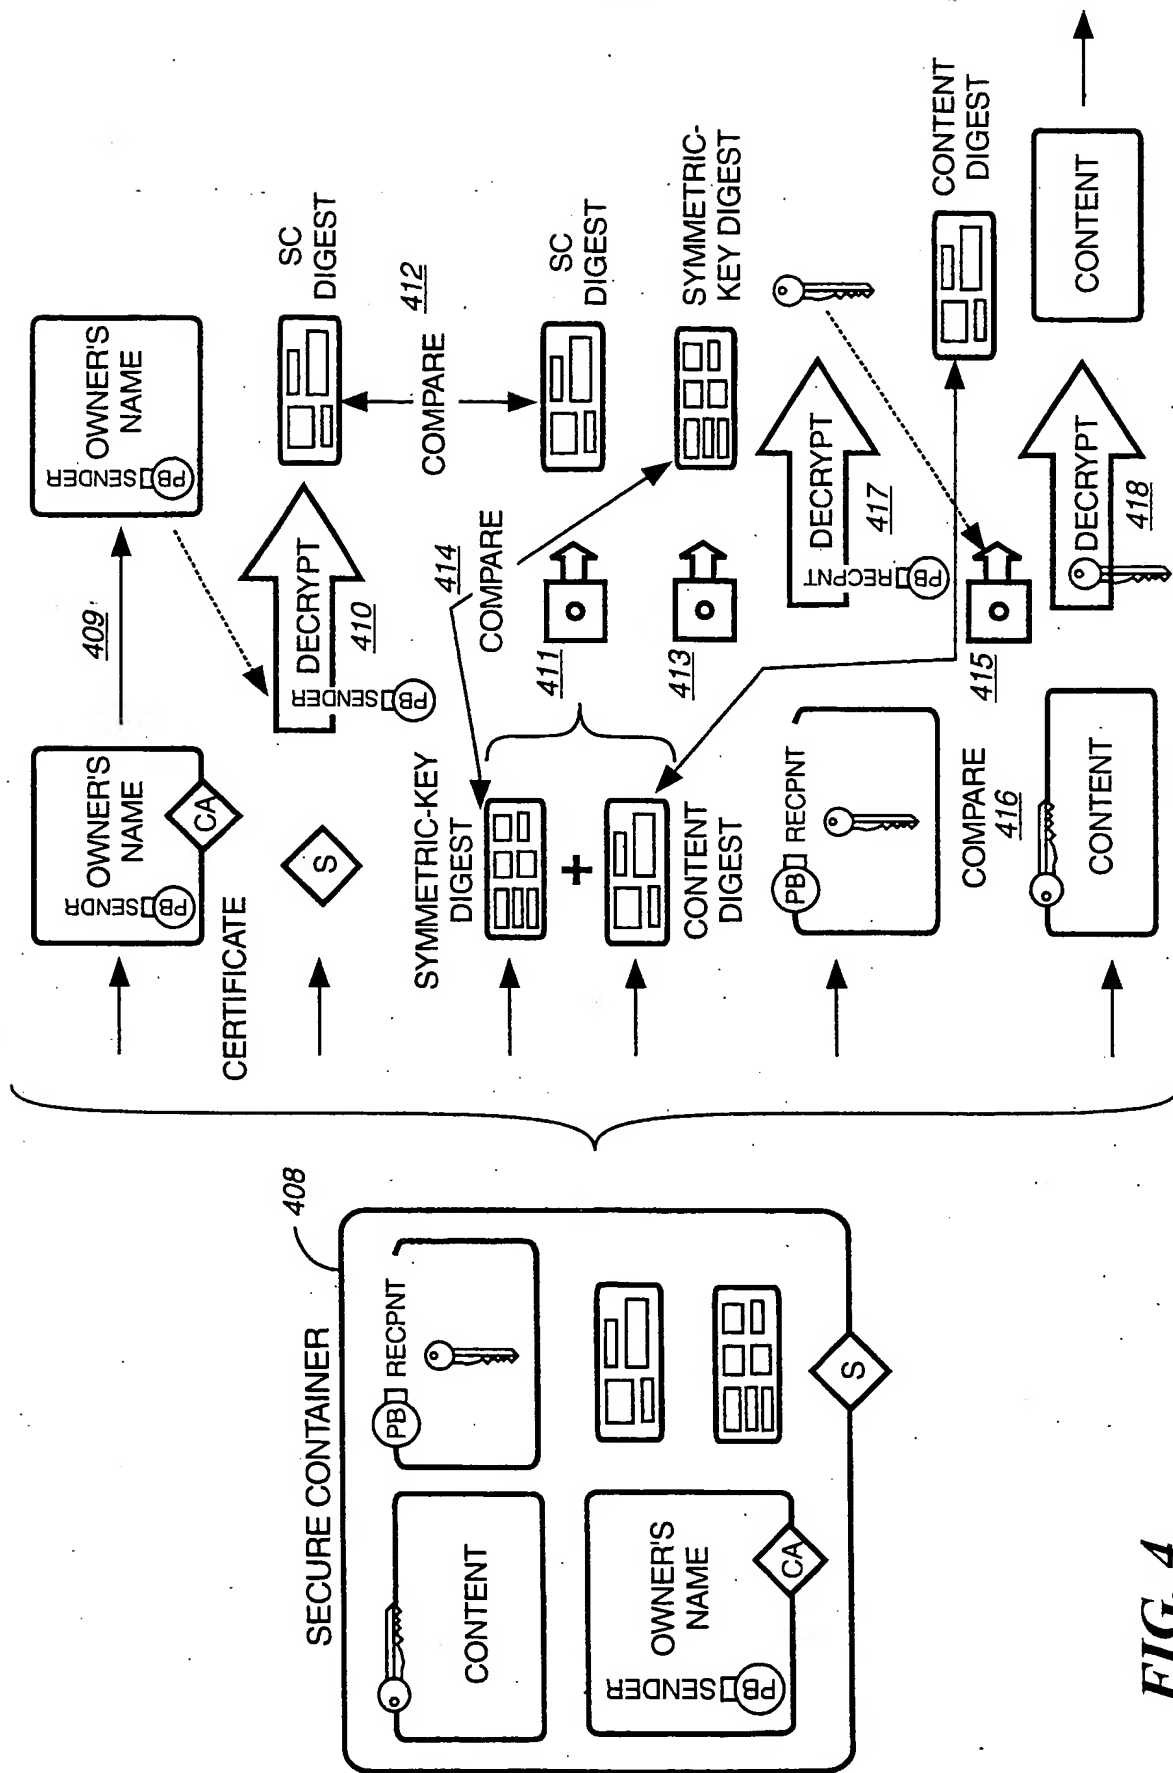 SECURE CONTAINER
408
CONTENT
PB
RECPNT
OWNER'S
NAME
PB
SENDER
CA
S
OWNER'S
NAME
PB
SENDR
CA
CERTIFICATE
409
OWNER'S
NAME
PB
SENDER
S
DECRYPT
410
PB
SENDER
SC
DIGEST
COMPARE
412
SYMMETRIC-KEY
DIGEST
+
CONTENT
DIGEST
414
COMPARE
411
413
SC
DIGEST
SYMMETRIC-
KEY DIGEST
PB
RECPNT
DECRYPT
417
PB
RECPNT
COMPARE
416
415
CONTENT
DIGEST
CONTENT
DECRYPT
418
CONTENT
FIG. 4